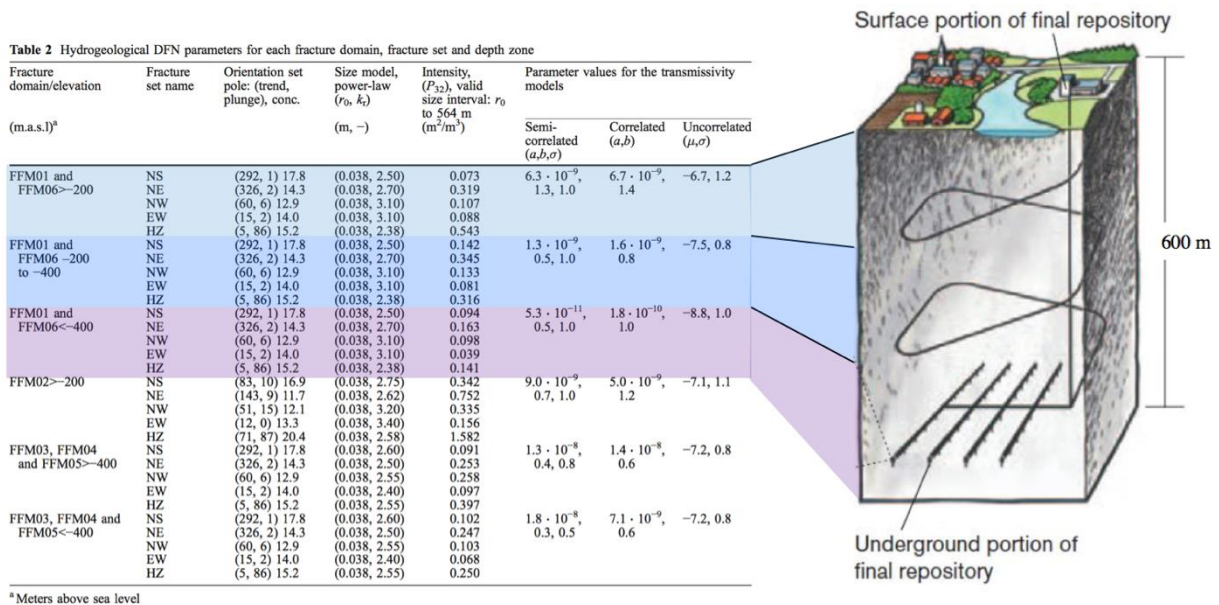 Table 2 Hydrogeological DFN parameters for each fracture domain, fracture set and depth zone
Fracture domain/elevation (m.a.s.l)ᵃ | Fracture set name | Orientation set pole: (trend, plunge), conc. | Size model, power-law (r₀, kᵣ) (m, −) | Intensity, (P₃₂), valid size interval: r₀ to 564 m (m²/m³) | Parameter values for the transmissivity models
Semi-correlated (a,b,σ) | Correlated (a,b) | Uncorrelated (μ,σ)
FFM01 and NS (292, 1) 17.8 (0.038, 2.50) 0.073 6.3 · 10⁻⁹, 6.7 · 10⁻⁹, −6.7, 1.2
FFM06>−200 NE (326, 2) 14.3 (0.038, 2.70) 0.319 1.3, 1.0 1.4
NW (60, 6) 12.9 (0.038, 3.10) 0.107
EW (15, 2) 14.0 (0.038, 3.10) 0.088
HZ (5, 86) 15.2 (0.038, 2.38) 0.543
FFM01 and NS (292, 1) 17.8 (0.038, 2.50) 0.142 1.3 · 10⁻⁹, 1.6 · 10⁻⁹, −7.5, 0.8
FFM06 −200 NE (326, 2) 14.3 (0.038, 2.70) 0.345 0.5, 1.0 0.8
to −400 NW (60, 6) 12.9 (0.038, 3.10) 0.133
EW (15, 2) 14.0 (0.038, 3.10) 0.081
HZ (5, 86) 15.2 (0.038, 2.38) 0.316
FFM01 and NS (292, 1) 17.8 (0.038, 2.50) 0.094 5.3 · 10⁻¹¹, 1.8 · 10⁻¹⁰, −8.8, 1.0
FFM06<−400 NE (326, 2) 14.3 (0.038, 2.70) 0.163 0.5, 1.0 1.0
NW (60, 6) 12.9 (0.038, 3.10) 0.098
EW (15, 2) 14.0 (0.038, 3.10) 0.039
HZ (5, 86) 15.2 (0.038, 2.38) 0.141
FFM02>−200 NS (83, 10) 16.9 (0.038, 2.75) 0.342 9.0 · 10⁻⁹, 5.0 · 10⁻⁹, −7.1, 1.1
NE (143, 9) 11.7 (0.038, 2.62) 0.752 0.7, 1.0 1.2
NW (51, 15) 12.1 (0.038, 3.20) 0.335
EW (12, 0) 13.3 (0.038, 3.40) 0.156
HZ (71, 87) 20.4 (0.038, 2.58) 1.582
FFM03, FFM04 NS (292, 1) 17.8 (0.038, 2.60) 0.091 1.3 · 10⁻⁸, 1.4 · 10⁻⁸, −7.2, 0.8
and FFM05>−400 NE (326, 2) 14.3 (0.038, 2.50) 0.253 0.4, 0.8 0.6
NW (60, 6) 12.9 (0.038, 2.55) 0.258
EW (15, 2) 14.0 (0.038, 2.40) 0.097
HZ (5, 86) 15.2 (0.038, 2.55) 0.397
FFM03, FFM04 and NS (292, 1) 17.8 (0.038, 2.60) 0.102 1.8 · 10⁻⁸, 7.1 · 10⁻⁹, −7.2, 0.8
FFM05<−400 NE (326, 2) 14.3 (0.038, 2.50) 0.247 0.3, 0.5 0.6
NW (60, 6) 12.9 (0.038, 2.55) 0.103
EW (15, 2) 14.0 (0.038, 2.40) 0.068
HZ (5, 86) 15.2 (0.038, 2.55) 0.250
ᵃ Meters above sea level
Surface portion of final repository
600 m
Underground portion of
final repository